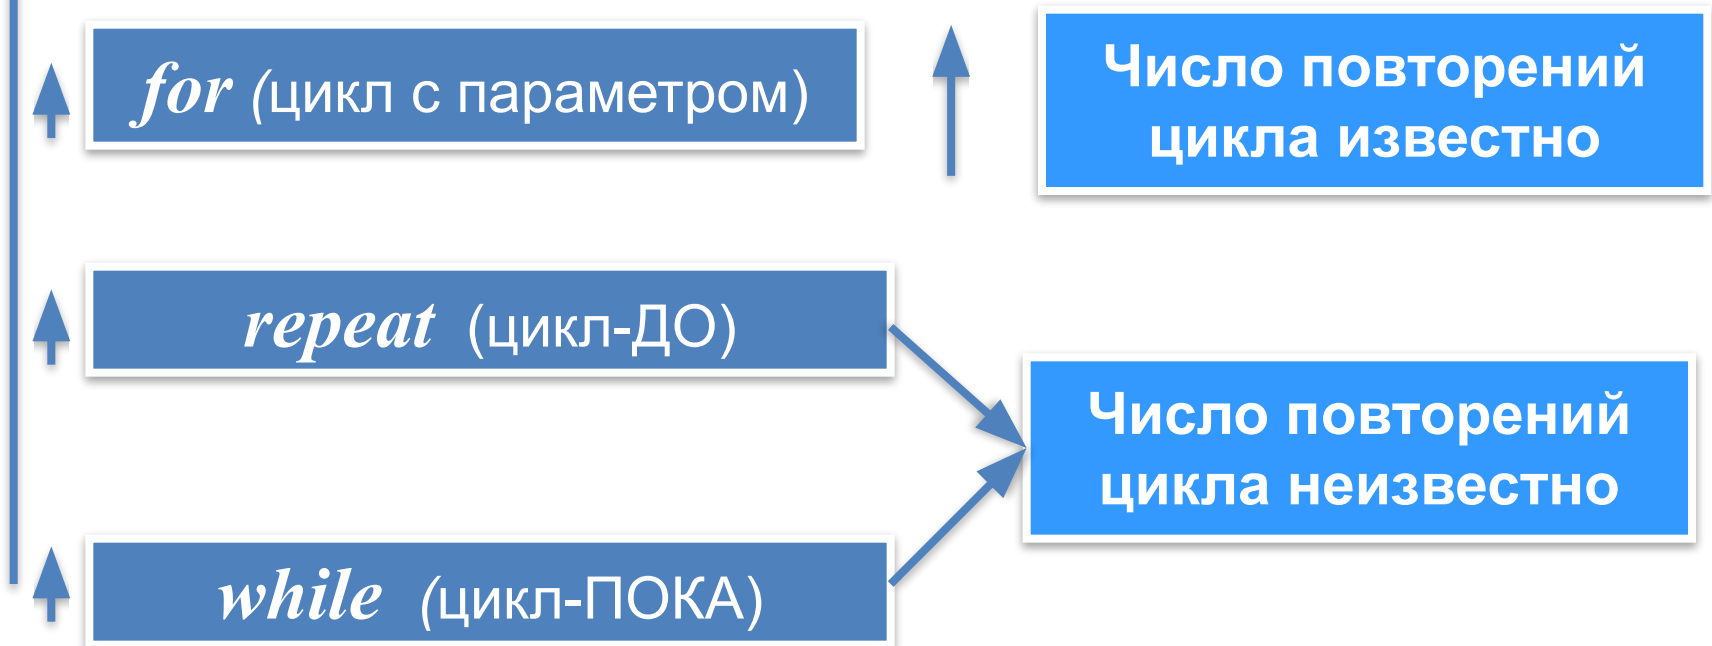 for (цикл с параметром)
Число повторений
цикла известно
repeat (цикл-ДО)
Число повторений
цикла неизвестно
while (цикл-ПОКА)